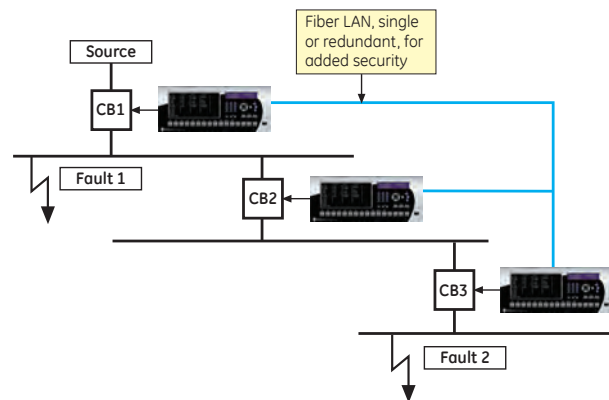 Fiber LAN, single
or redundant, for
added security
Source
CB1
Fault 1
CB2
CB3
Fault 2